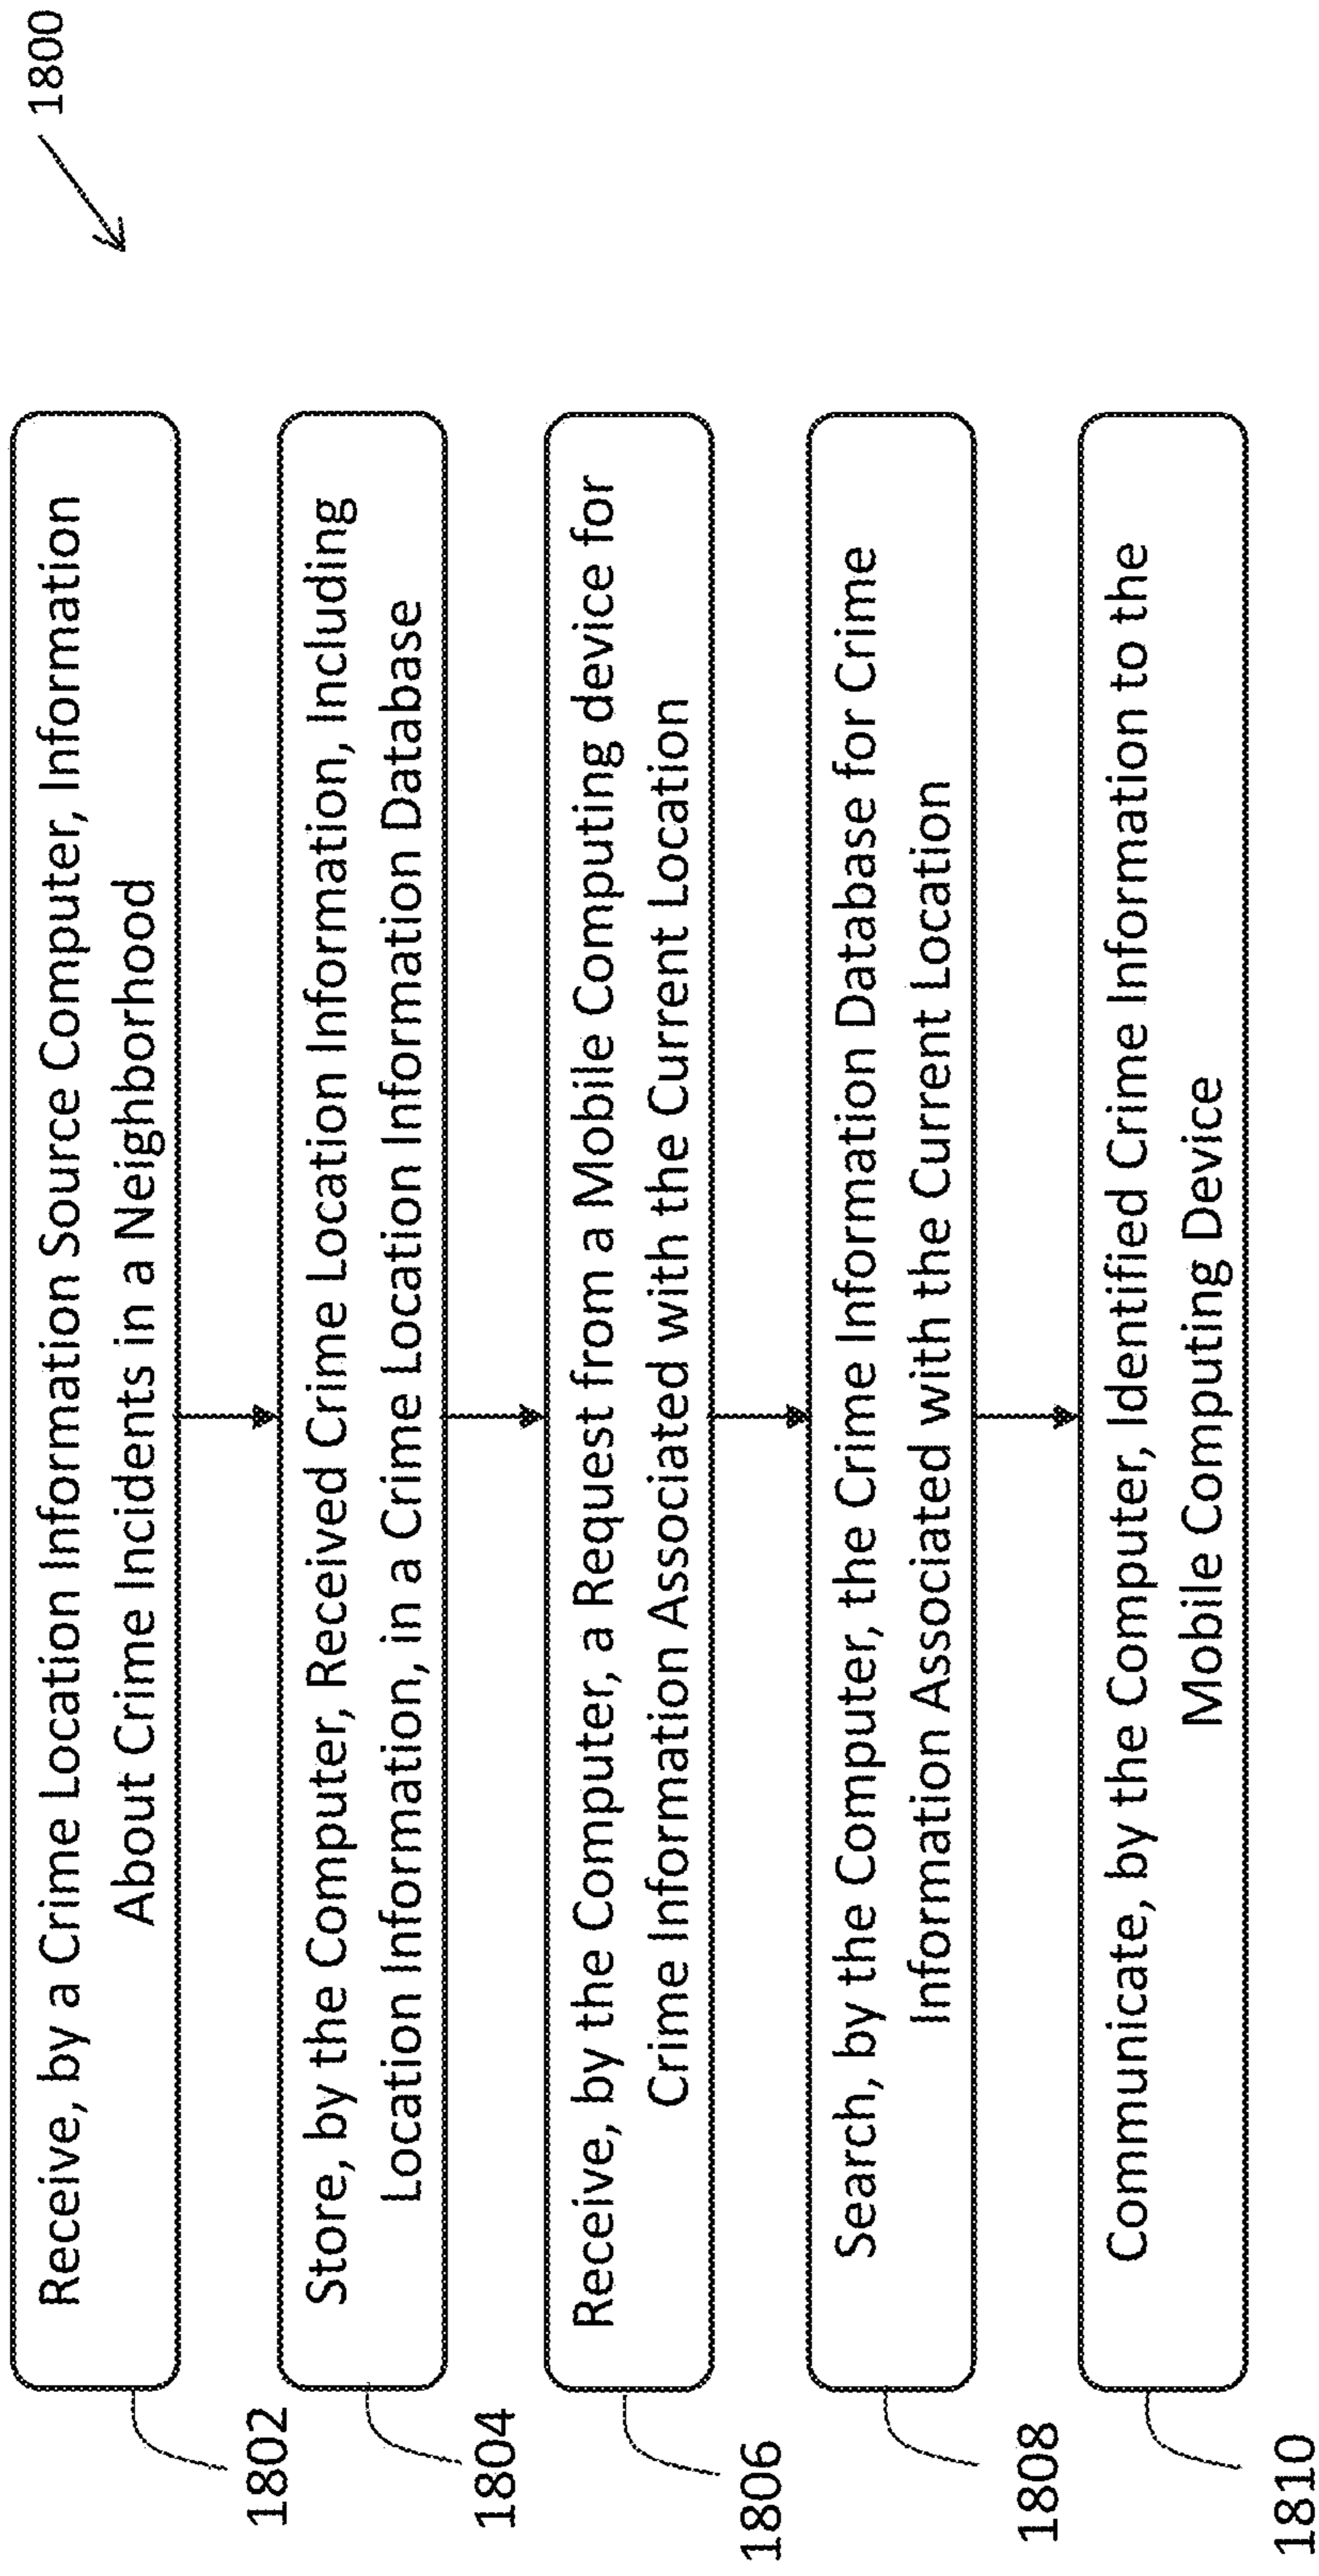 1800
1802
Receive, by a Crime Location Information Source Computer, Information
About Crime Incidents in a Neighborhood
1804
Store, by the Computer, Received Crime Location Information, Including
Location Information, in a Crime Location Information Database
1806
Receive, by the Computer, a Request from a Mobile Computing device for
Crime Information Associated with the Current Location
1808
Search, by the Computer, the Crime Information Database for Crime
Information Associated with the Current Location
1810
Communicate, by the Computer, Identified Crime Information to the
Mobile Computing Device